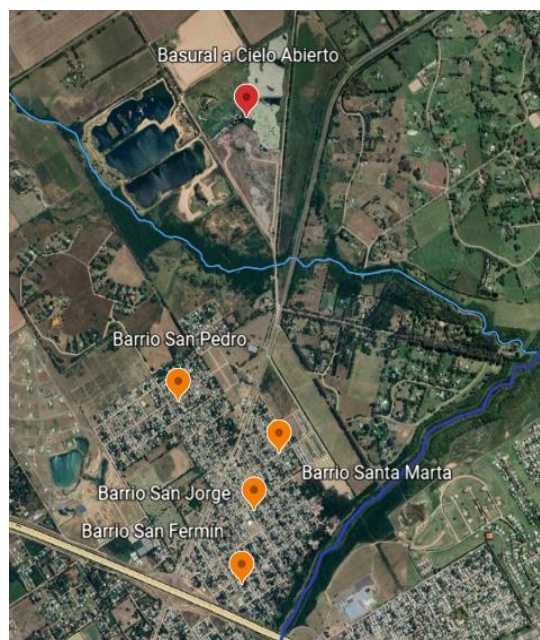 Basural a Cielo Abierto
Barrio San Pedro
Barrio Santa Marta
Barrio San Jorge
Barrio San Fermín